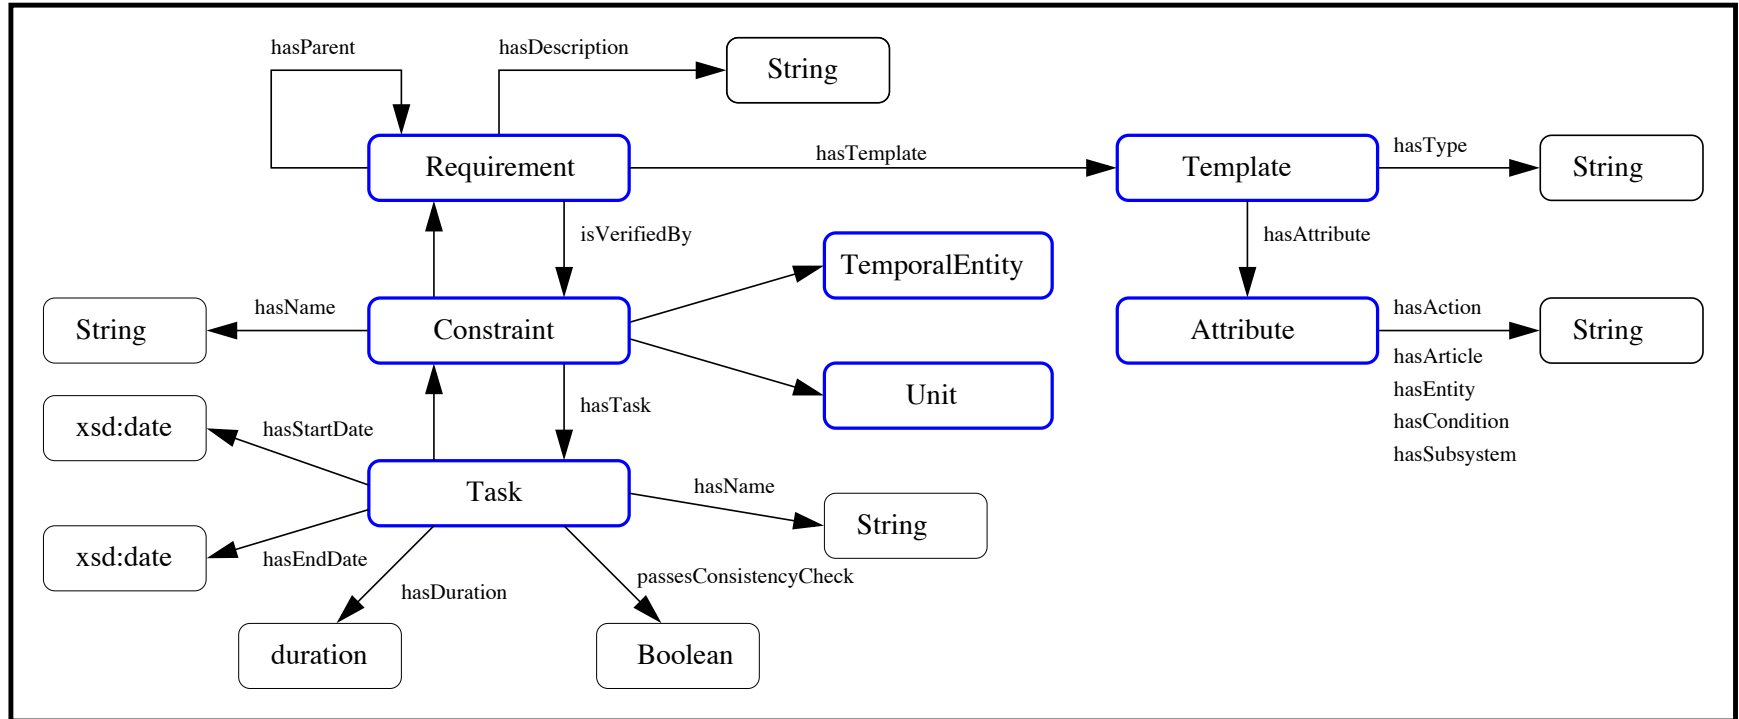 hasParent
hasDescription
String
Requirement
hasTemplate
Template
hasType
String
isVerifiedBy
hasAttribute
TemporalEntity
String
hasName
Constraint
Attribute
hasAction
String
hasArticle
hasEntity
hasCondition
hasSubsystem
Unit
hasTask
xsd:date
hasStartDate
Task
hasName
String
xsd:date
hasEndDate
hasDuration
passesConsistencyCheck
duration
Boolean